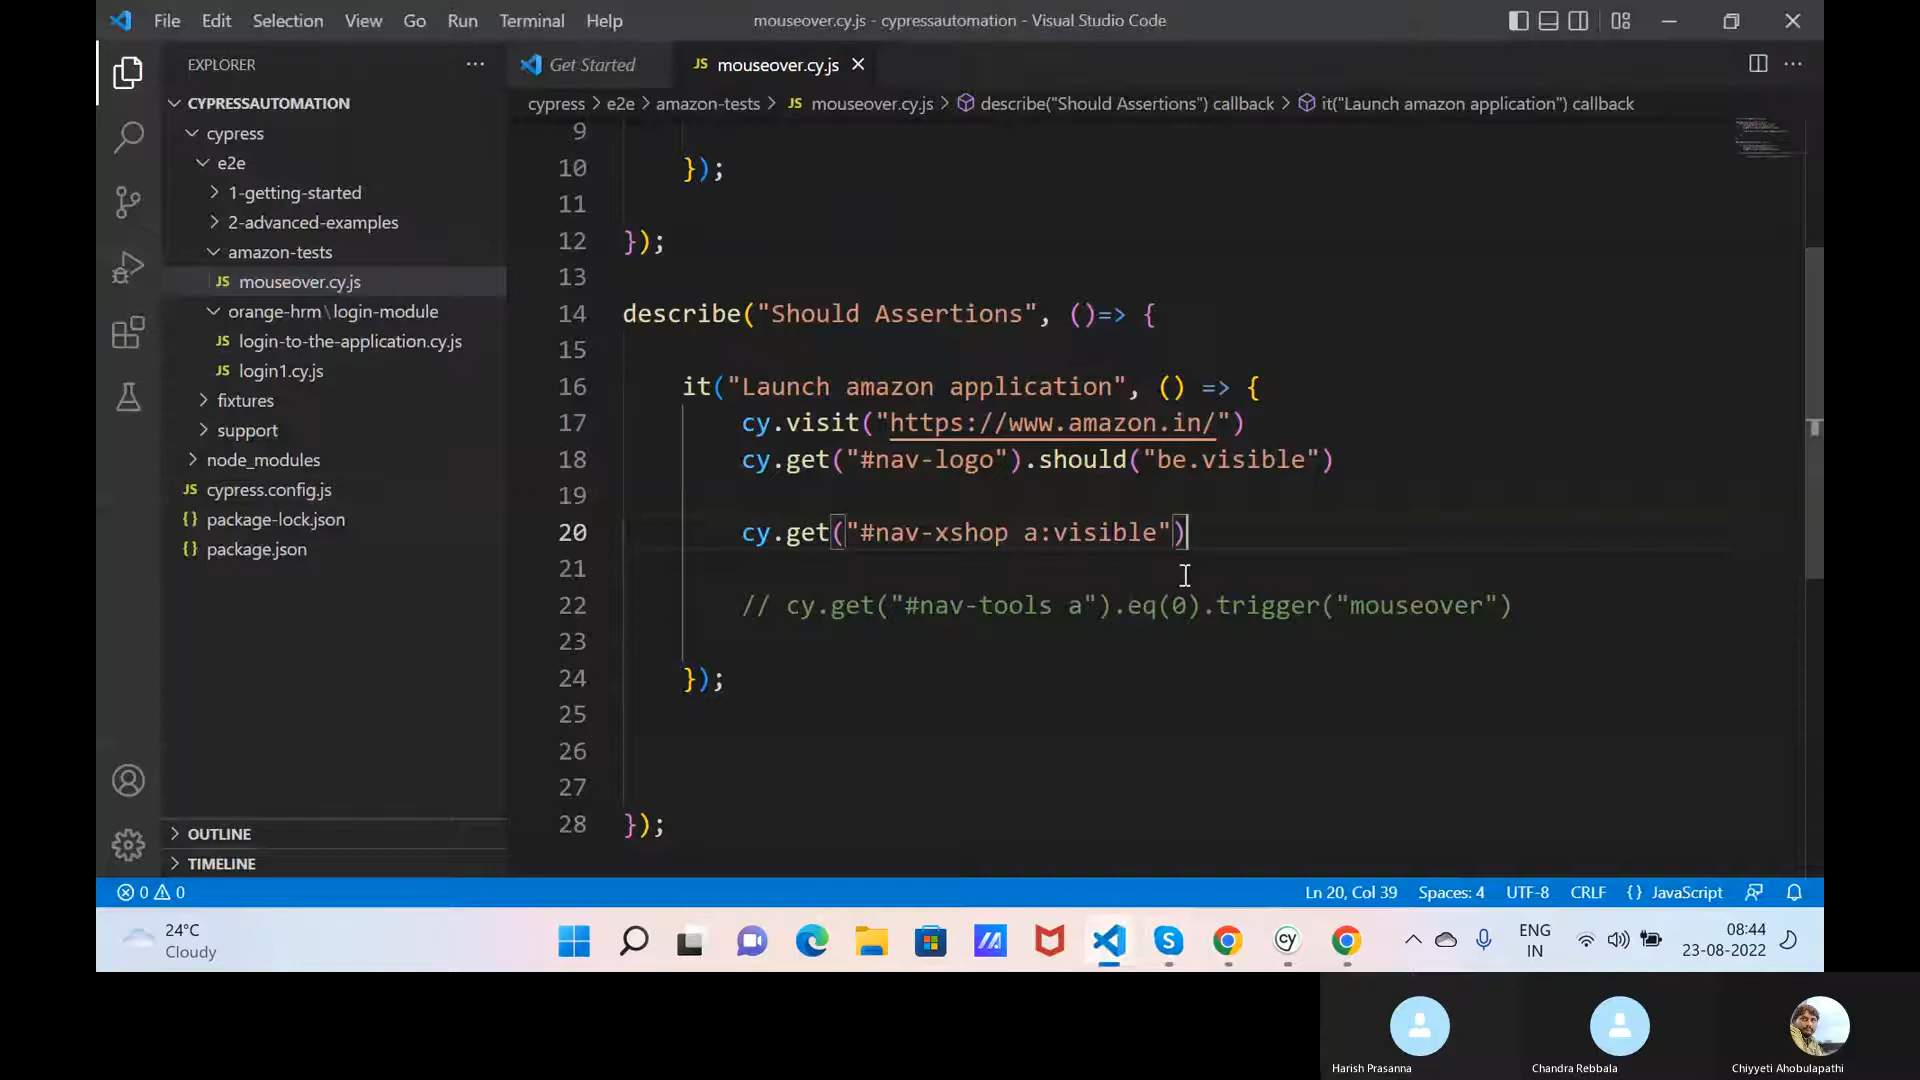 File Edit Selection View Go Run Terminal Help
mouseover.cy.js - cypressautomation - Visual Studio Code
EXPLORER
CYPRESSAUTOMATION
cypress
e2e
1-getting-started
2-advanced-examples
amazon-tests
JS mouseover.cy.js
orange-hrm\login-module
JS login-to-the-application.cy.js
JS login1.cy.js
fixtures
support
node_modules
JS cypress.config.js
{} package-lock.json
{} package.json
OUTLINE
TIMELINE
Get Started
JS mouseover.cy.js
cypress > e2e > amazon-tests > JS mouseover.cy.js > describe("Should Assertions") callback > it("Launch amazon application") callback
9
10 });
11
12 });
13
14 describe("Should Assertions", ()=> {
15
16 it("Launch amazon application", () => {
17 cy.visit("https://www.amazon.in/")
18 cy.get("#nav-logo").should("be.visible")
19
20 cy.get("#nav-xshop a:visible")
21
22 // cy.get("#nav-tools a").eq(0).trigger("mouseover")
23
24 });
25
26
27
28 });
0 0
Ln 20, Col 39 Spaces: 4 UTF-8 CRLF {} JavaScript
24°C
Cloudy
cy
ENG
IN
08:44
23-08-2022
Harish Prasanna
Chandra Rebbala
Chiyyeti Ahobulapathi